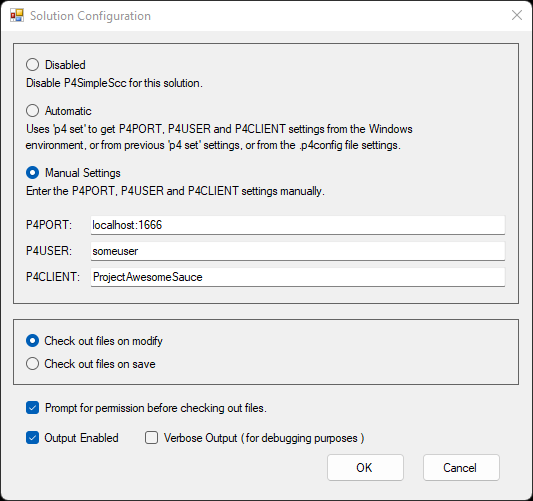 Solution Configuration
Disabled
Disable P4SimpleScc for this solution.
Automatic
Uses 'p4 set' to get P4PORT, P4USER and P4CLIENT settings from the Windows
environment, or from previous 'p4 set' settings, or from the .p4config file settings.
Manual Settings
Enter the P4PORT, P4USER and P4CLIENT settings manually.
P4PORT: localhost:1666
P4USER: someuser
P4CLIENT: ProjectAwesomeSauce
Check out files on modify
Check out files on save
Prompt for permission before checking out files.
Output Enabled Verbose Output ( for debugging purposes )
OK Cancel